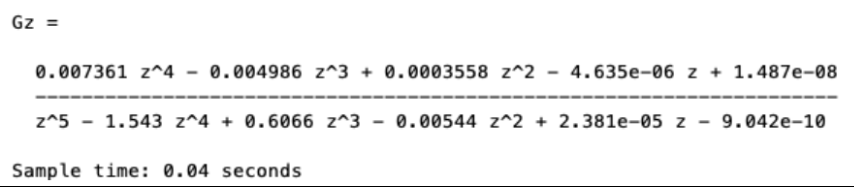 Gz =
0.007361 z^4 - 0.004986 z^3 + 0.0003558 z^2 - 4.635e-06 z + 1.487e-08
---------------------------------------------------------------------
z^5 - 1.543 z^4 + 0.6066 z^3 - 0.00544 z^2 + 2.381e-05 z - 9.042e-10
Sample time: 0.04 seconds